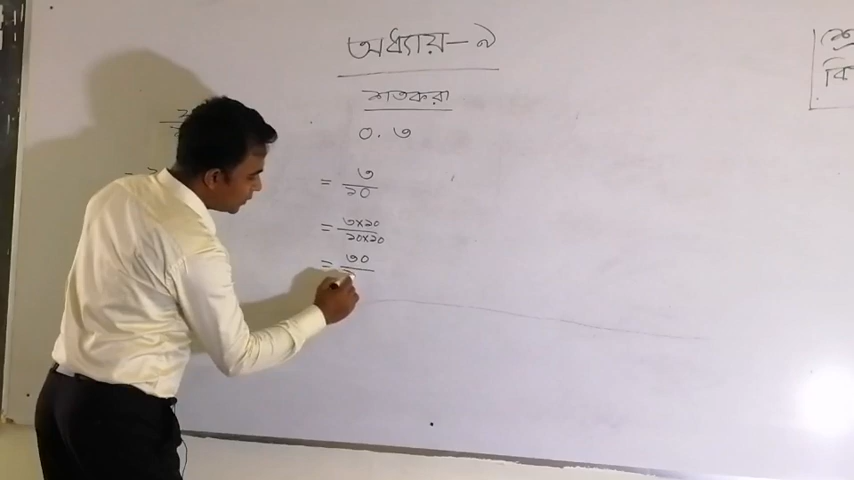 অধ্যায়-৯
শতকরা
০.৩
= ৩/১০
= ৩×১০/১০×১০
= ৩০/